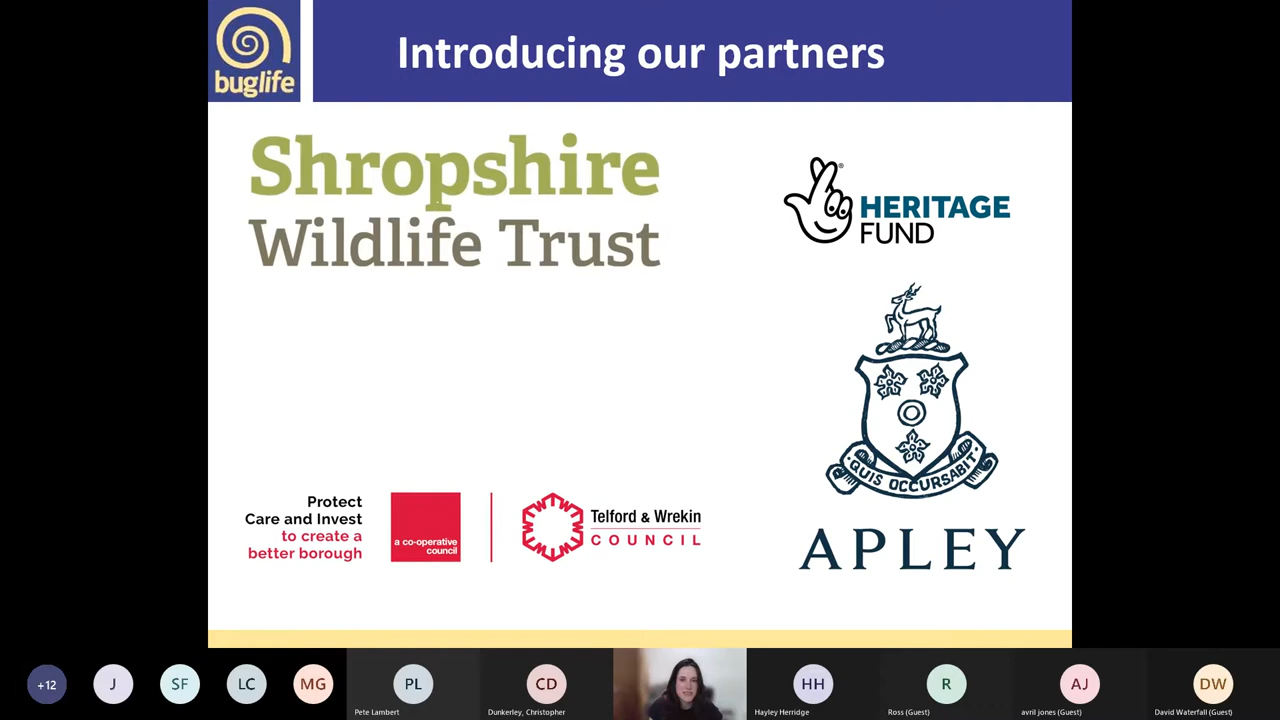 buglife
Introducing our partners
Shropshire
Wildlife Trust
®
HERITAGE
FUND
QUIS OCCURSABIT
APLEY
Protect
Care and Invest
to create a
better borough
a co-operative
council
Telford & Wrekin
COUNCIL
+12
J
SF
LC
MG
PL
Pete Lambert
CD
Dunkerley, Christopher
HH
Hayley Herridge
R
Ross (Guest)
AJ
avril jones (Guest)
DW
David Waterfall (Guest)